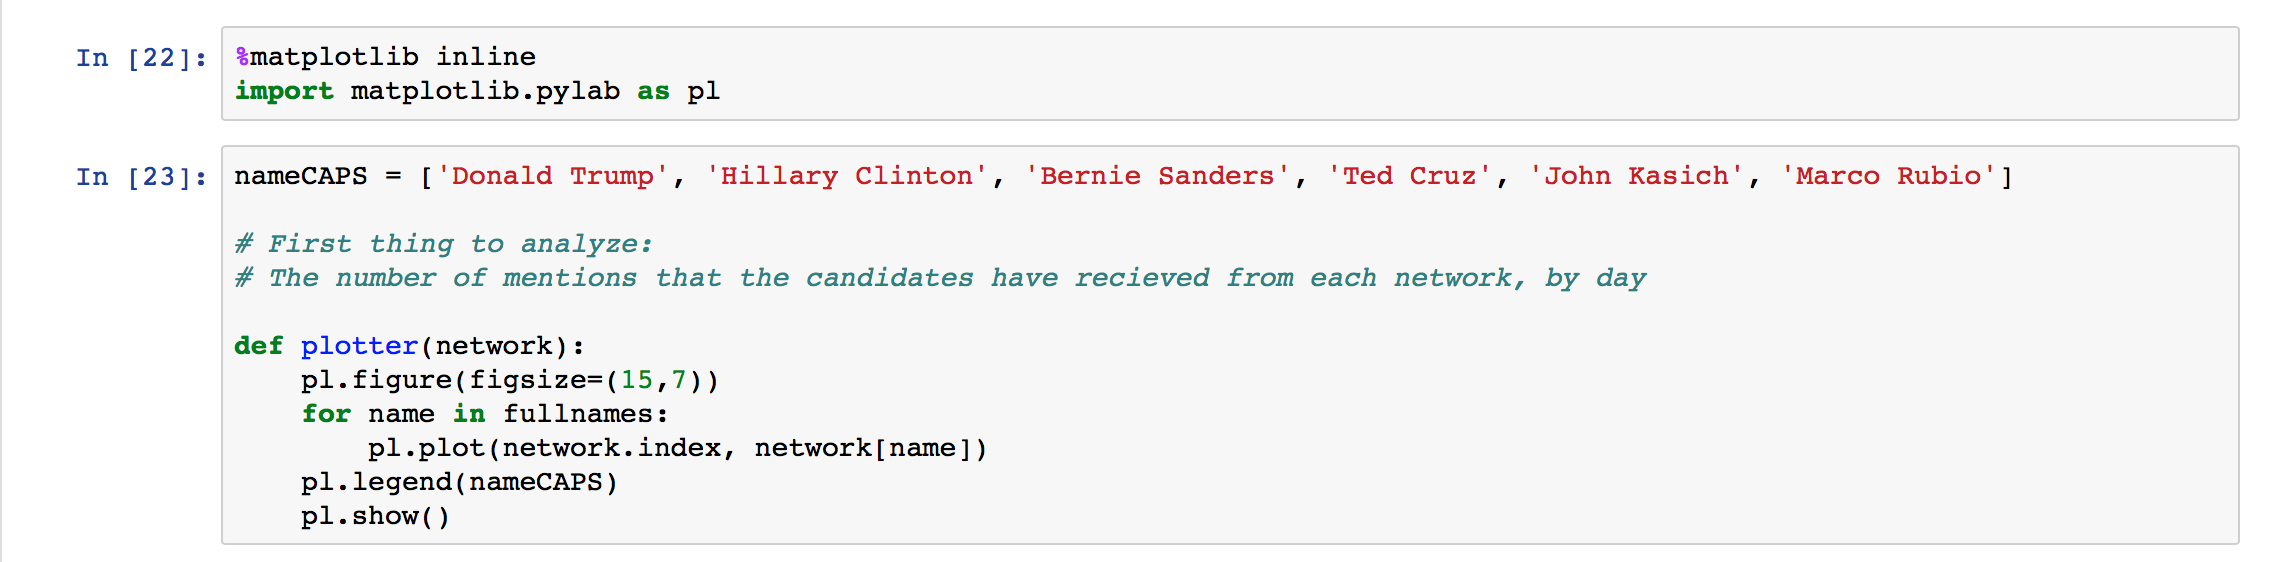 In [22]: %matplotlib inline
import matplotlib.pylab as pl
In [23]: nameCAPS = ['Donald Trump', 'Hillary Clinton', 'Bernie Sanders', 'Ted Cruz', 'John Kasich', 'Marco Rubio']
# First thing to analyze:
# The number of mentions that the candidates have recieved from each network, by day
def plotter(network):
    pl.figure(figsize=(15,7))
    for name in fullnames:
        pl.plot(network.index, network[name])
    pl.legend(nameCAPS)
    pl.show()